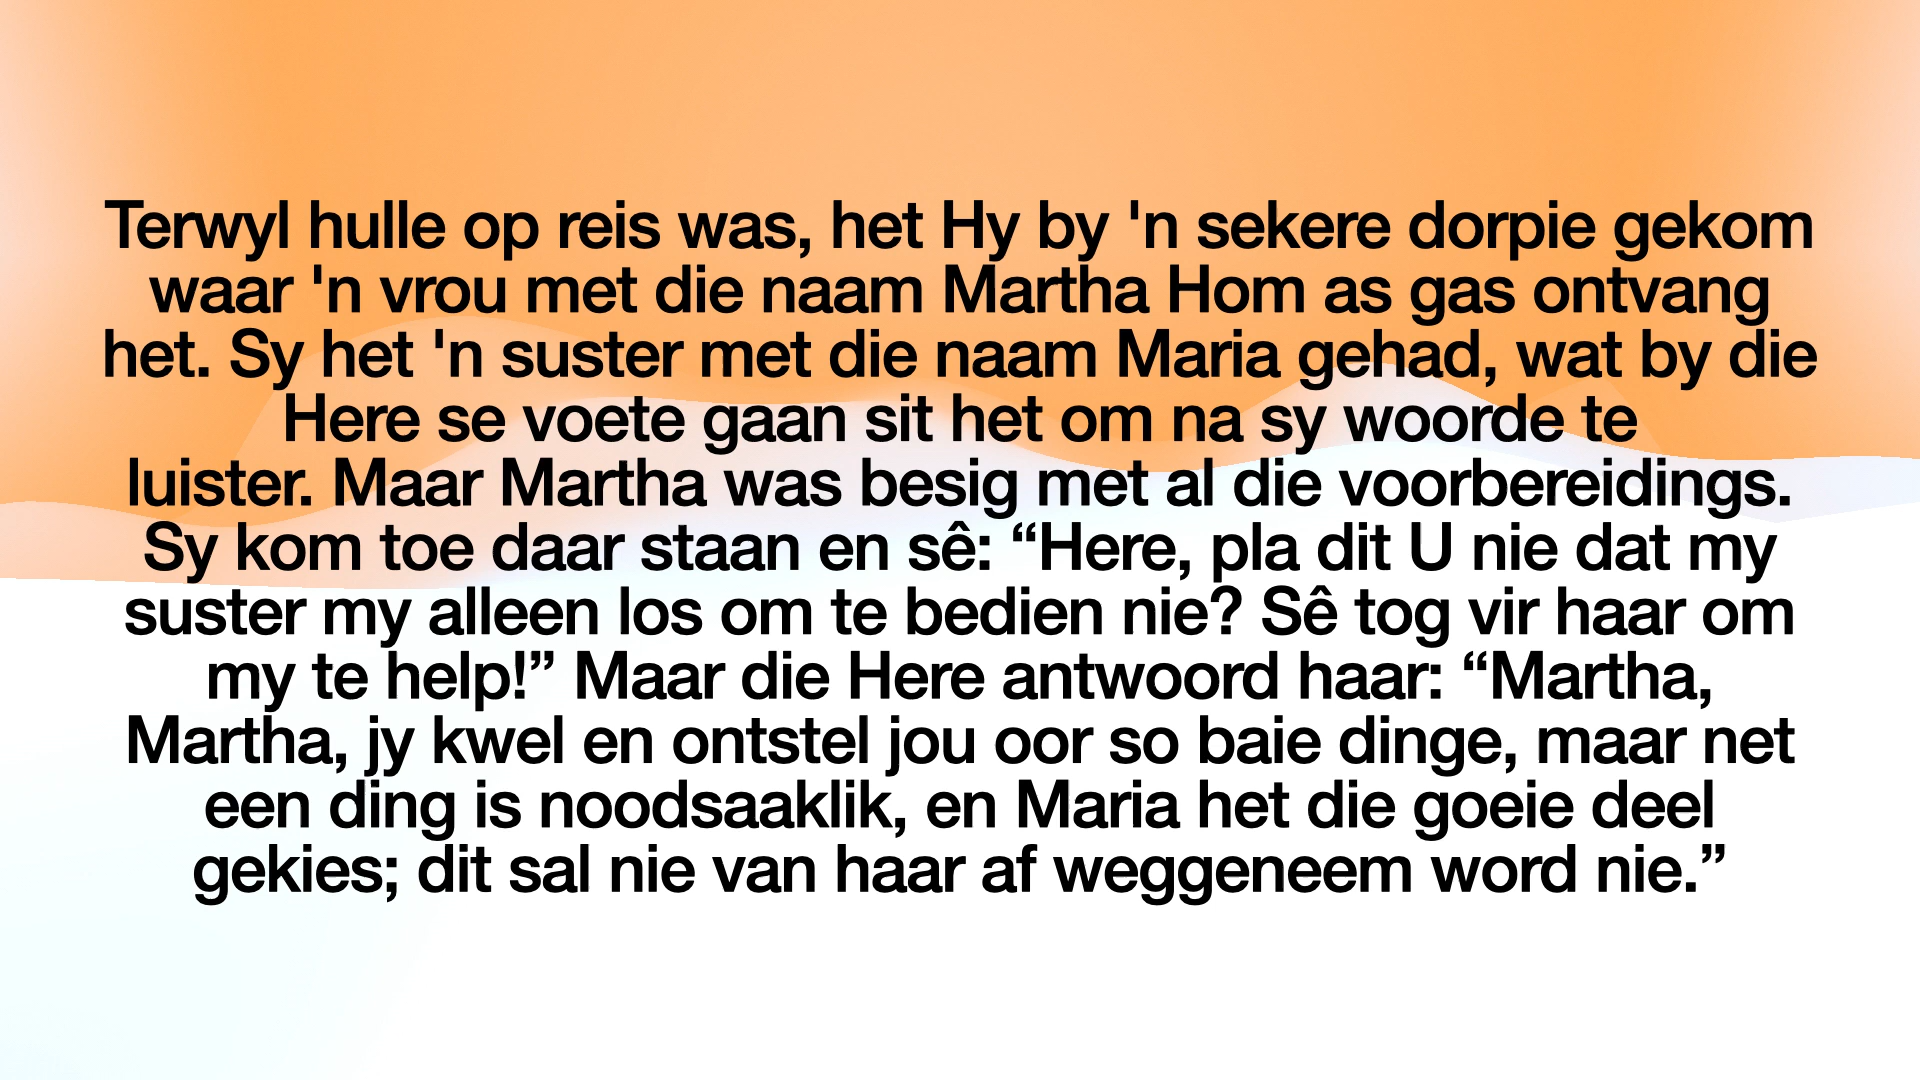 Terwyl hulle op reis was, het Hy by 'n sekere dorpie gekom
waar 'n vrou met die naam Martha Hom as gas ontvang
het. Sy het 'n suster met die naam Maria gehad, wat by die
Here se voete gaan sit het om na sy woorde te
luister. Maar Martha was besig met al die voorbereidings.
Sy kom toe daar staan en sê: “Here, pla dit U nie dat my
suster my alleen los om te bedien nie? Sê tog vir haar om
my te help!” Maar die Here antwoord haar: “Martha,
Martha, jy kwel en ontstel jou oor so baie dinge, maar net
een ding is noodsaaklik, en Maria het die goeie deel
gekies; dit sal nie van haar af weggeneem word nie.”